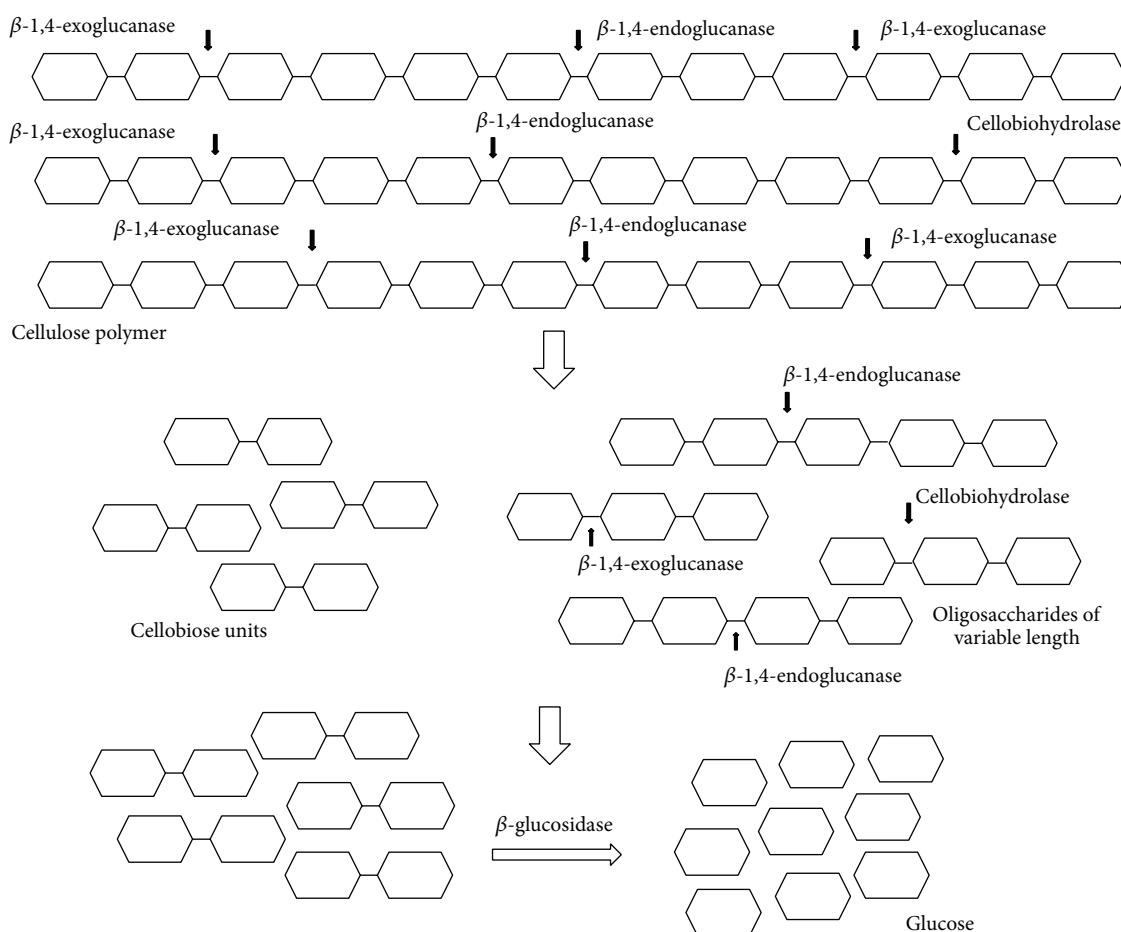 β-1,4-exoglucanase
β-1,4-endoglucanase
β-1,4-exoglucanase
β-1,4-exoglucanase
β-1,4-endoglucanase
Cellobiohydrolase
β-1,4-exoglucanase
β-1,4-endoglucanase
β-1,4-exoglucanase
Cellulose polymer
β-1,4-endoglucanase
Cellobiohydrolase
β-1,4-exoglucanase
Cellobiose units
Oligosaccharides of
variable length
β-1,4-endoglucanase
β-glucosidase
Glucose